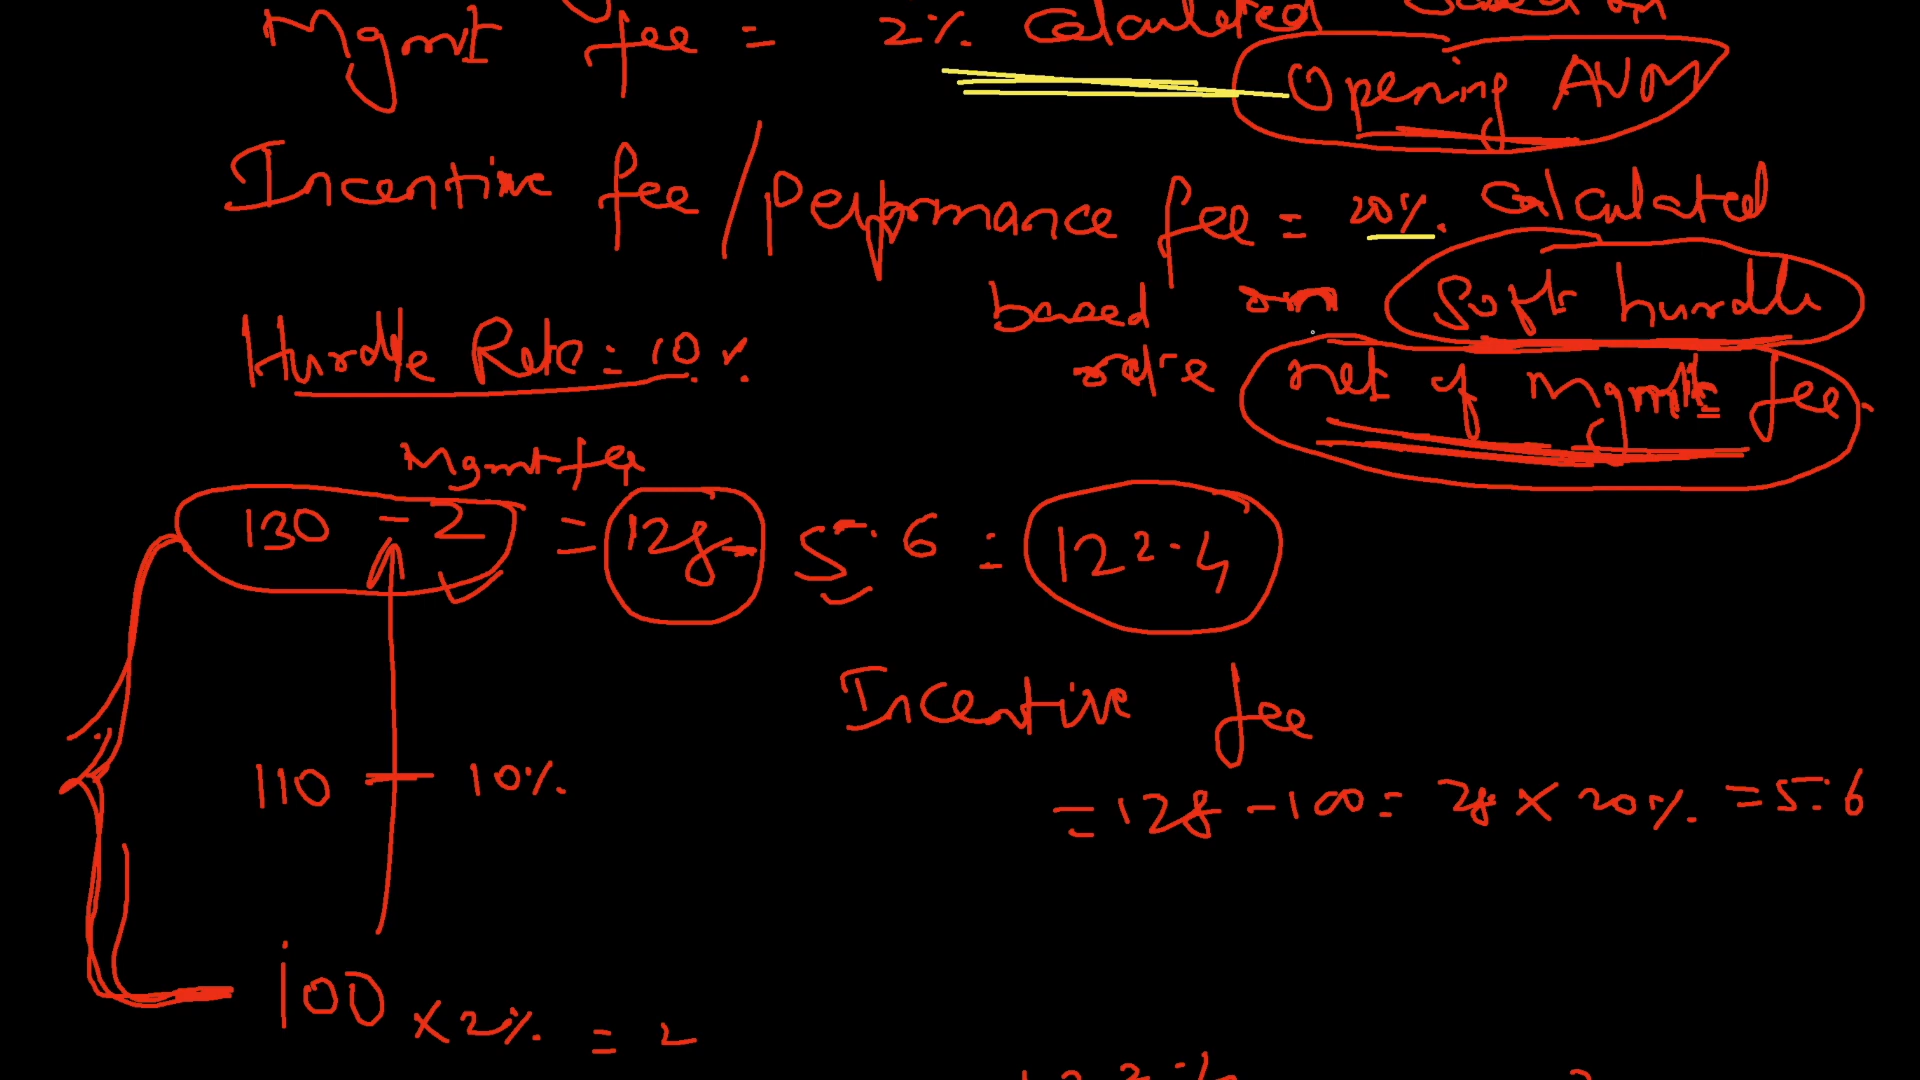 Mgmt fee = 2% Calculated based on
Opening AUM
Incentive fee / Performance fee = 20% Calculated
based on Soft hurdle
Hurdle Rate = 10%
rate net of mgmt fee.
Mgmt fee
130 - 2 = 128 - 5.6 = 122.4
Incentive fee
110 10%
= 128 - 100 = 28 × 20% = 5.6
100 × 2% = 2